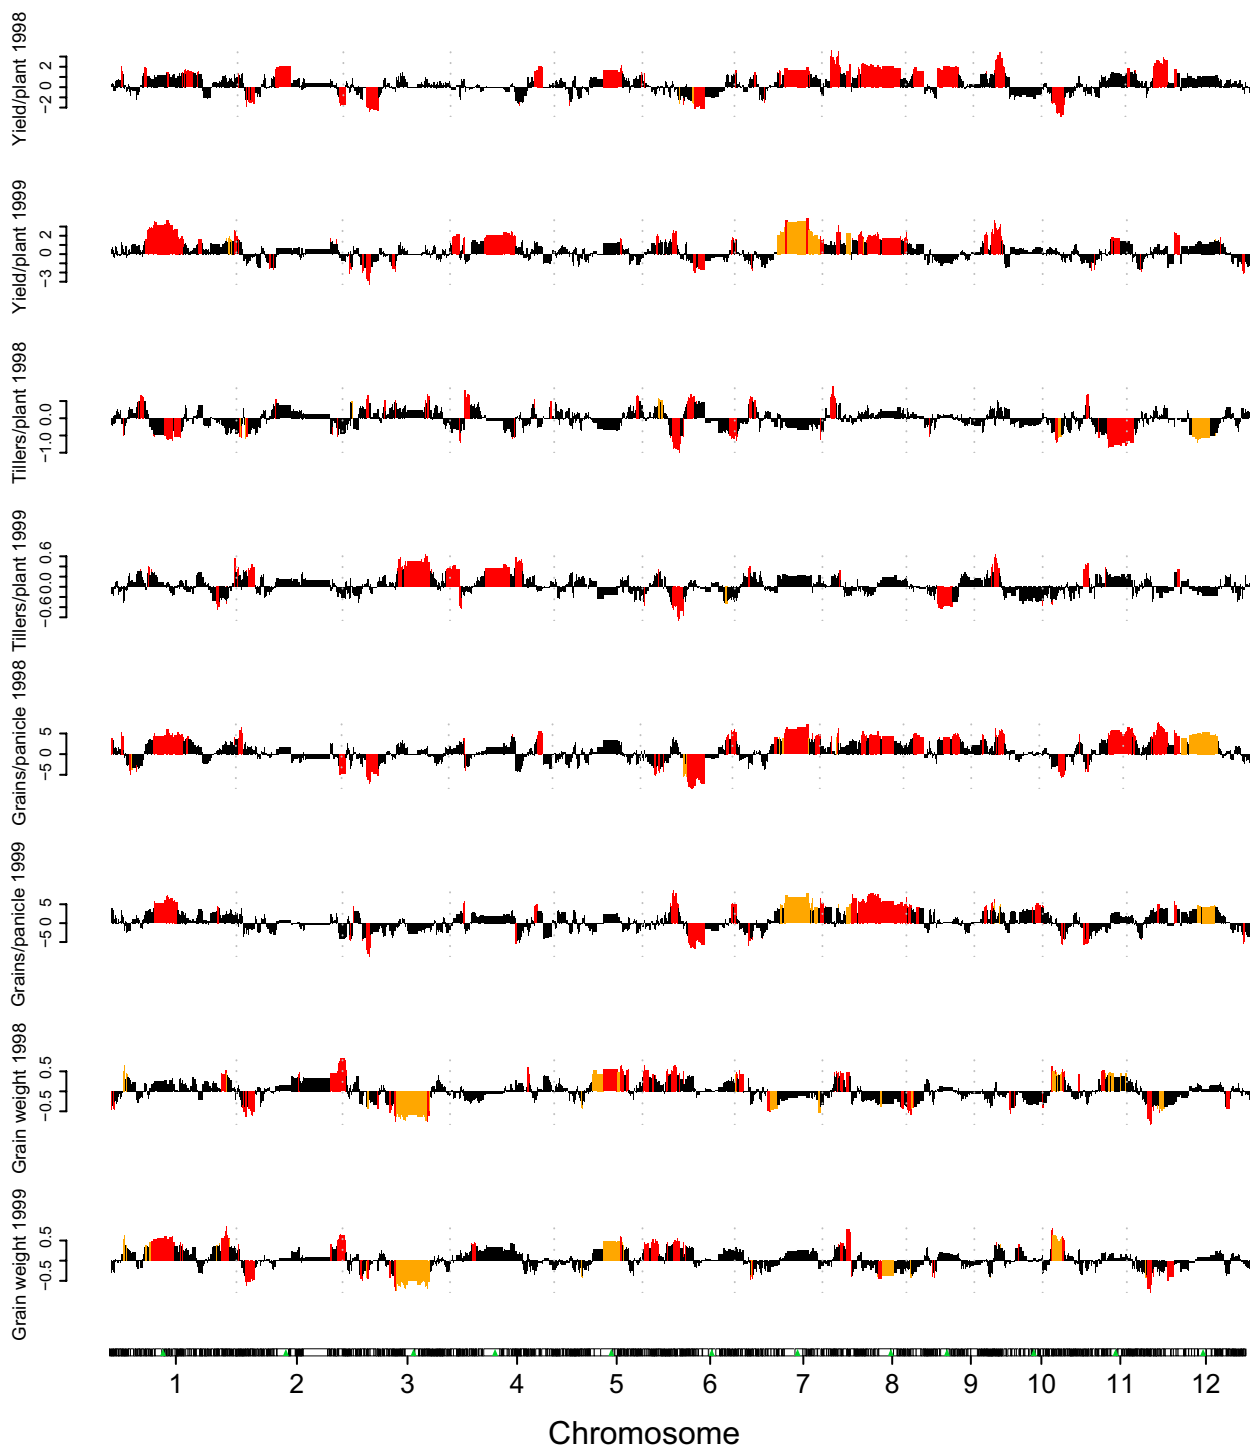 Yield/plant 1998
−2 0 2
Yield/plant 1999
−3 0 2
Tillers/plant 1998
−1.0 0.0
Tillers/plant 1999
−0.6 0.0 0.6
Grains/panicle 1998
−5 0 5
Grains/panicle 1999
−5 0 5
Grain weight 1998
−0.5 0.5
Grain weight 1999
−0.5 0.5
1 2 3 4 5 6 7 8 9 10 11 12
Chromosome